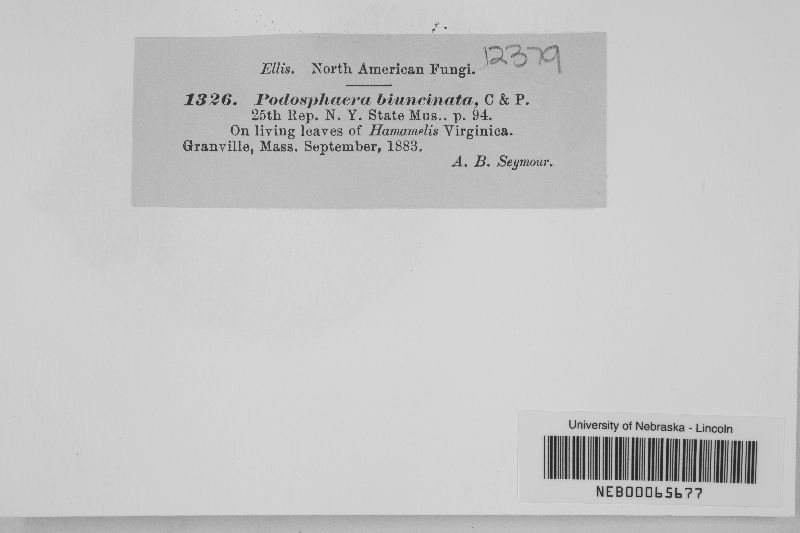 Ellis. North American Fungi.
12379
1326. Podosphaera biuncinata, C & P.
25th Rep. N. Y. State Mus.. p. 94.
On living leaves of Hamamelis Virginica.
Granville, Mass. September, 1883.
A. B. Seymour.
University of Nebraska - Lincoln
NEB00065677